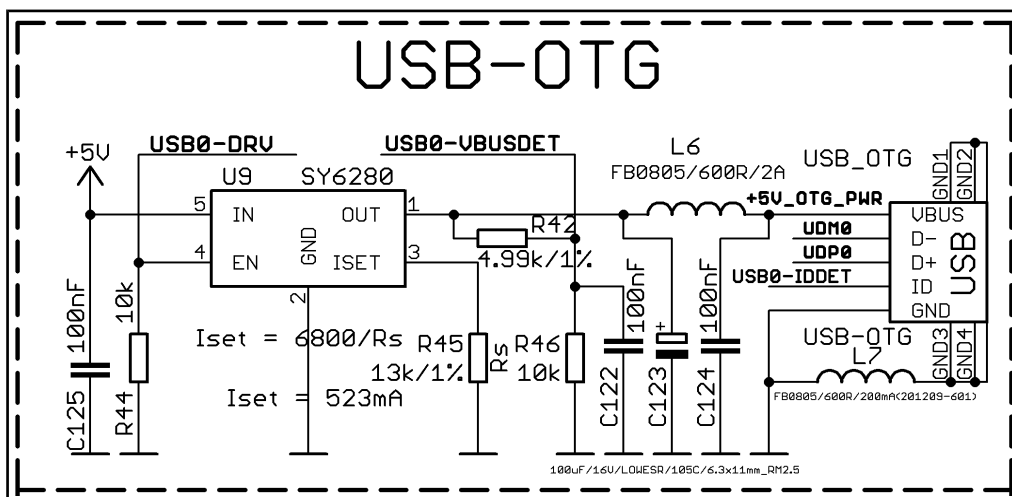 USB-OTG
USB0-DRV
USB0-VBUSDET
+5V
U9
SY6280
L6
FB0805/600R/2A
USB_OTG
GND1
GND2
5
IN
OUT
1
+5V_OTG_PWR
VBUS
4
EN
GND
ISET
3
2
R42
4.99k/1%
UDM0
D-
UDP0
D+
USB0-IDDET
ID
GND
USB
100nF
10k
Iset = 6800/Rs
R45
13k/1%
Rs
R46
10k
100nF
+
100nF
USB-OTG
GND3
GND4
L7
FB0805/600R/200mA(201209-601)
Iset = 523mA
C125
R44
C122
C123
C124
100uF/16V/LOWESR/105C/6.3x11mm_RM2.5